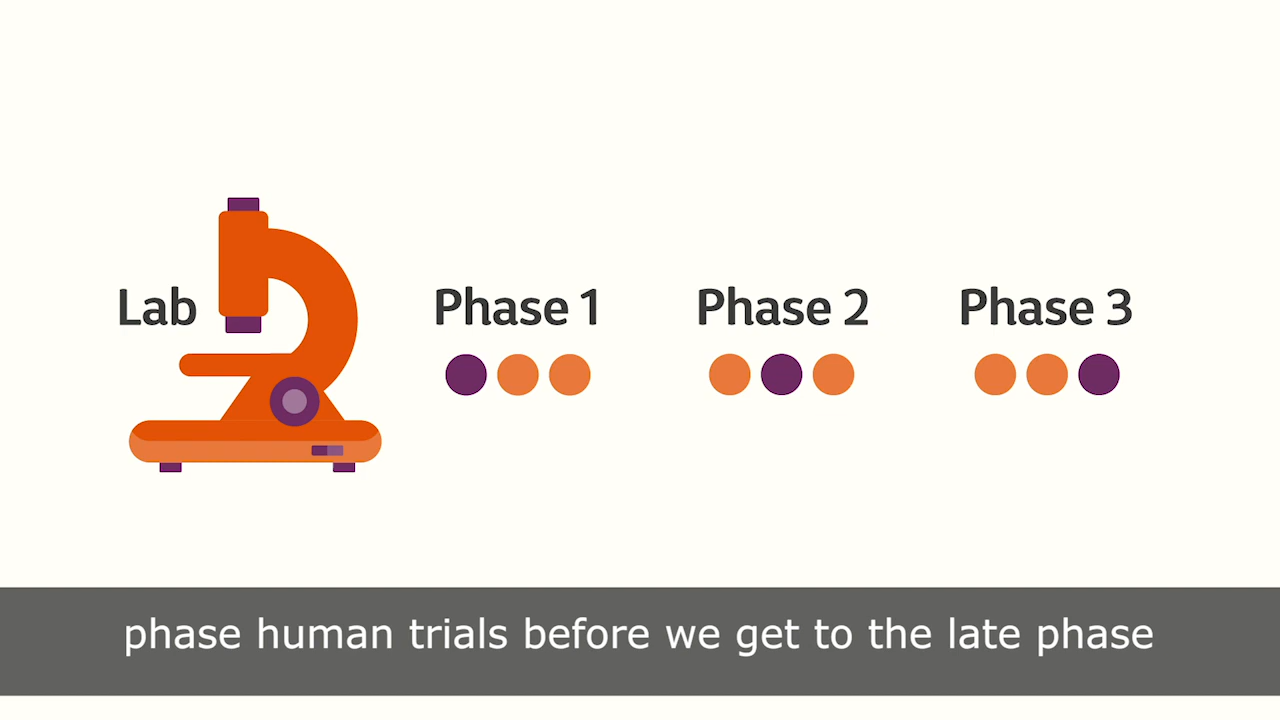 Lab
Phase 1
Phase 2
Phase 3
phase human trials before we get to the late phase